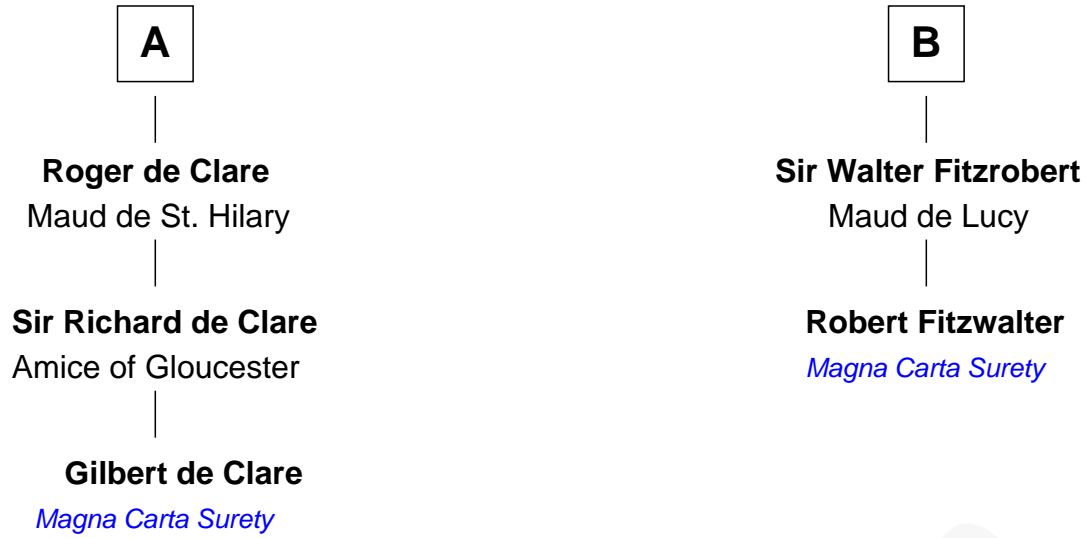 A
Roger de Clare
Maud de St. Hilary
Sir Richard de Clare
Amice of Gloucester
Gilbert de Clare
Magna Carta Surety
B
Sir Walter Fitzrobert
Maud de Lucy
Robert Fitzwalter
Magna Carta Surety